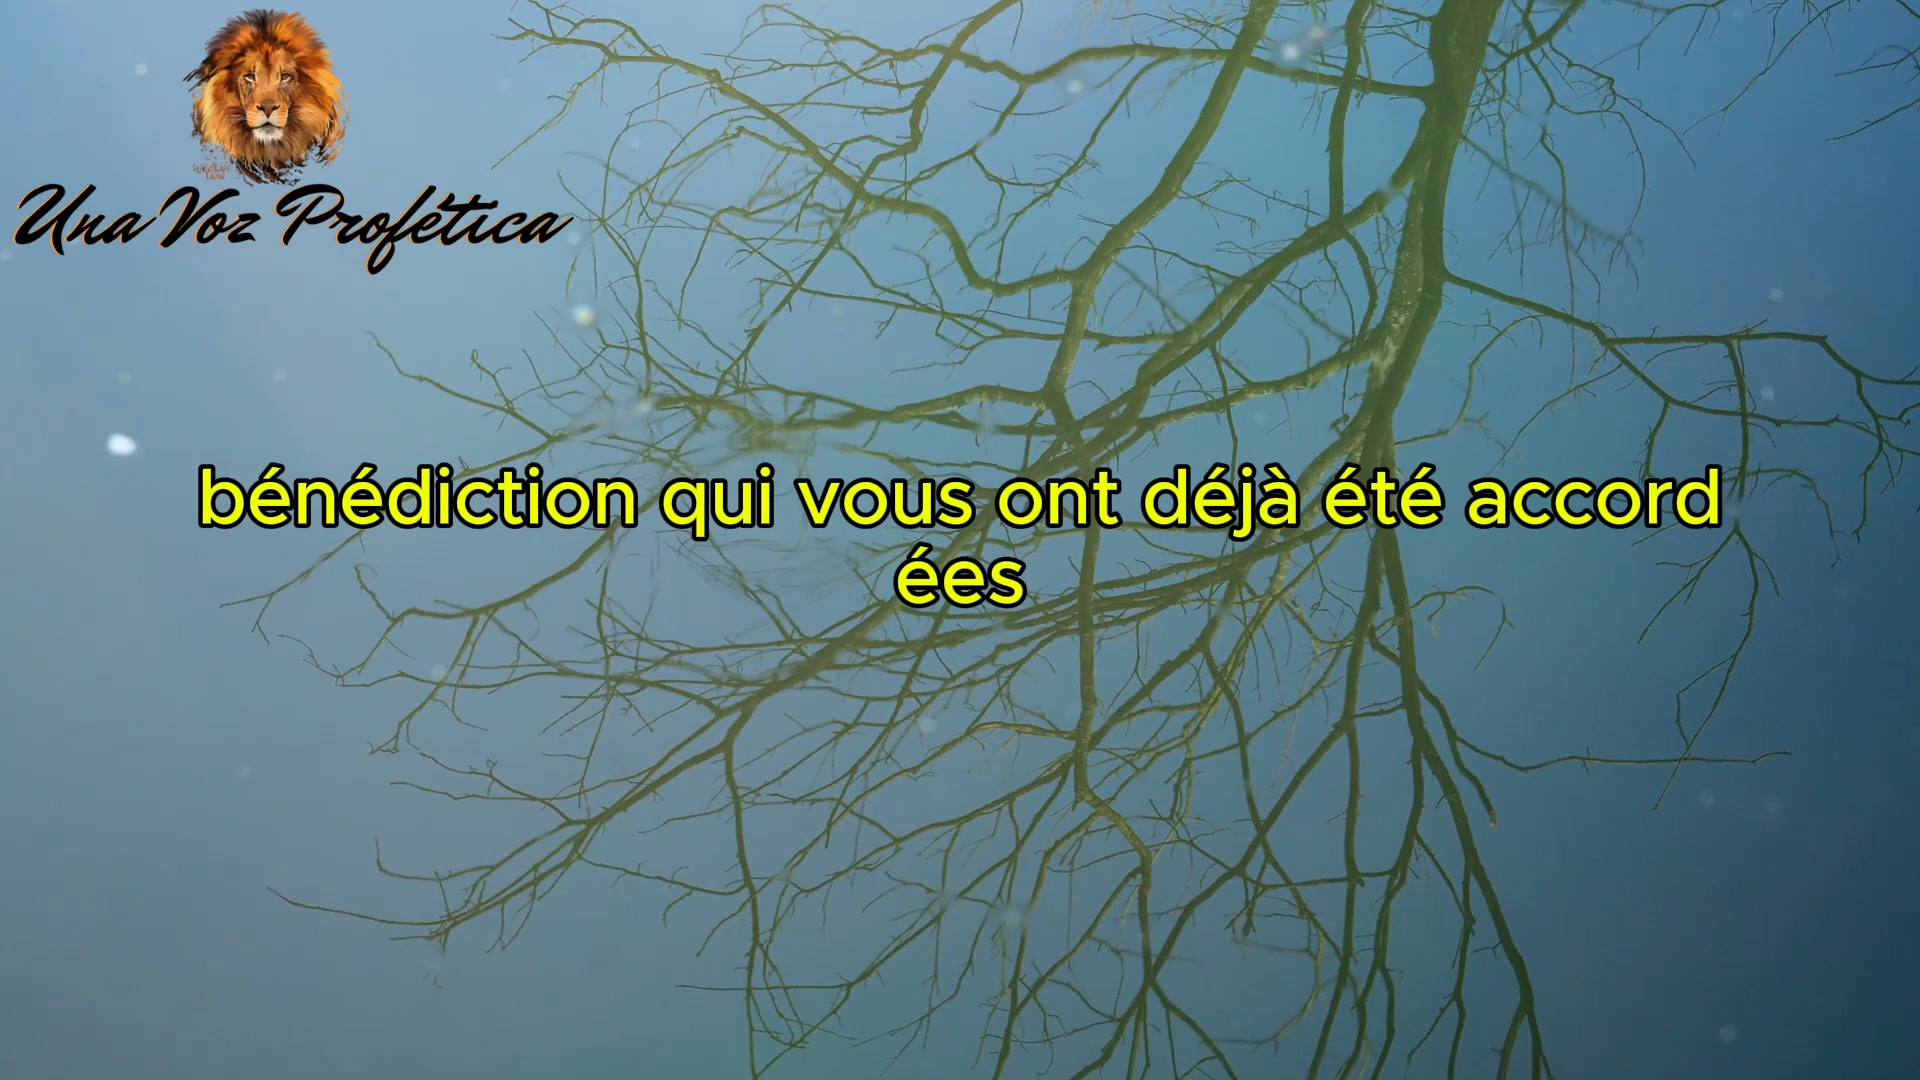 Una Voz Profética
bénédiction qui vous ont déjà été accord
ées